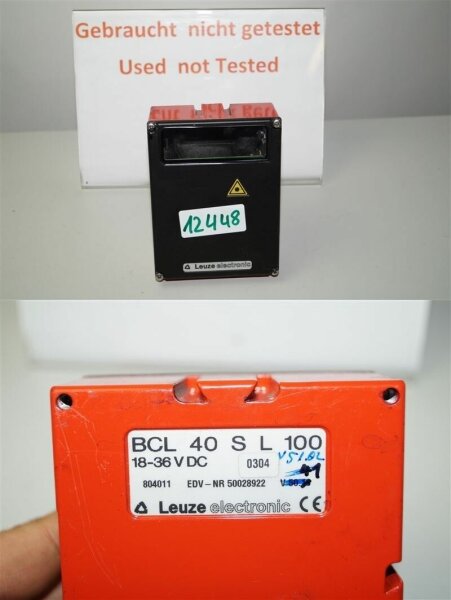 Gebraucht nicht getestet
Used not Tested
12448
Leuze electronic
BCL 40 S L 100
18-36 V DC
0304
804011 EDV-NR 50028922
Leuze electronic CE